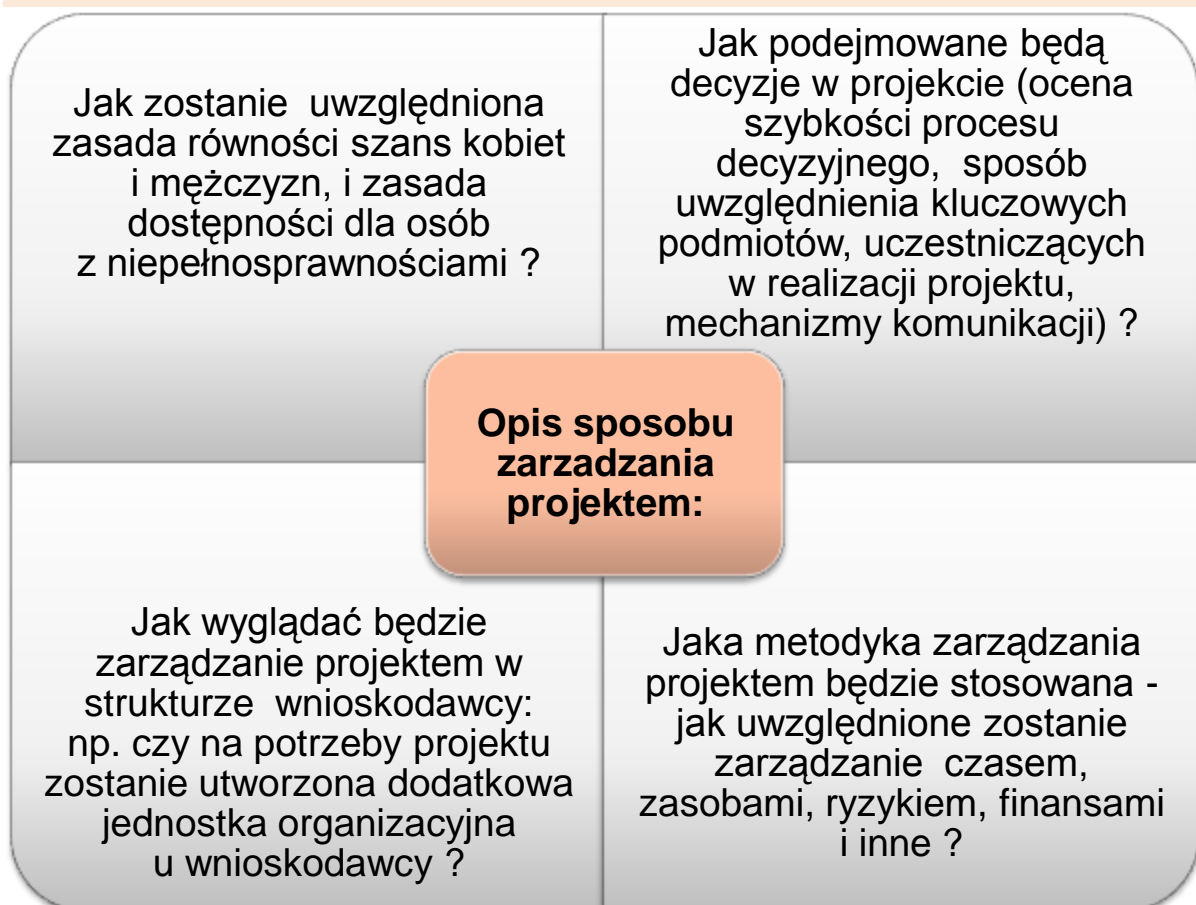 Jak zostanie uwzględniona
zasada równości szans kobiet
i mężczyzn, i zasada
dostępności dla osób
z niepełnosprawnościami ?
Jak podejmowane będą
decyzje w projekcie (ocena
szybkości procesu
decyzyjnego, sposób
uwzględnienia kluczowych
podmiotów, uczestniczących
w realizacji projektu,
mechanizmy komunikacji) ?
Opis sposobu
zarzadzania
projektem:
Jak wyglądać będzie
zarządzanie projektem w
strukturze wnioskodawcy:
np. czy na potrzeby projektu
zostanie utworzona dodatkowa
jednostka organizacyjna
u wnioskodawcy ?
Jaka metodyka zarządzania
projektem będzie stosowana -
jak uwzględnione zostanie
zarządzanie czasem,
zasobami, ryzykiem, finansami
i inne ?